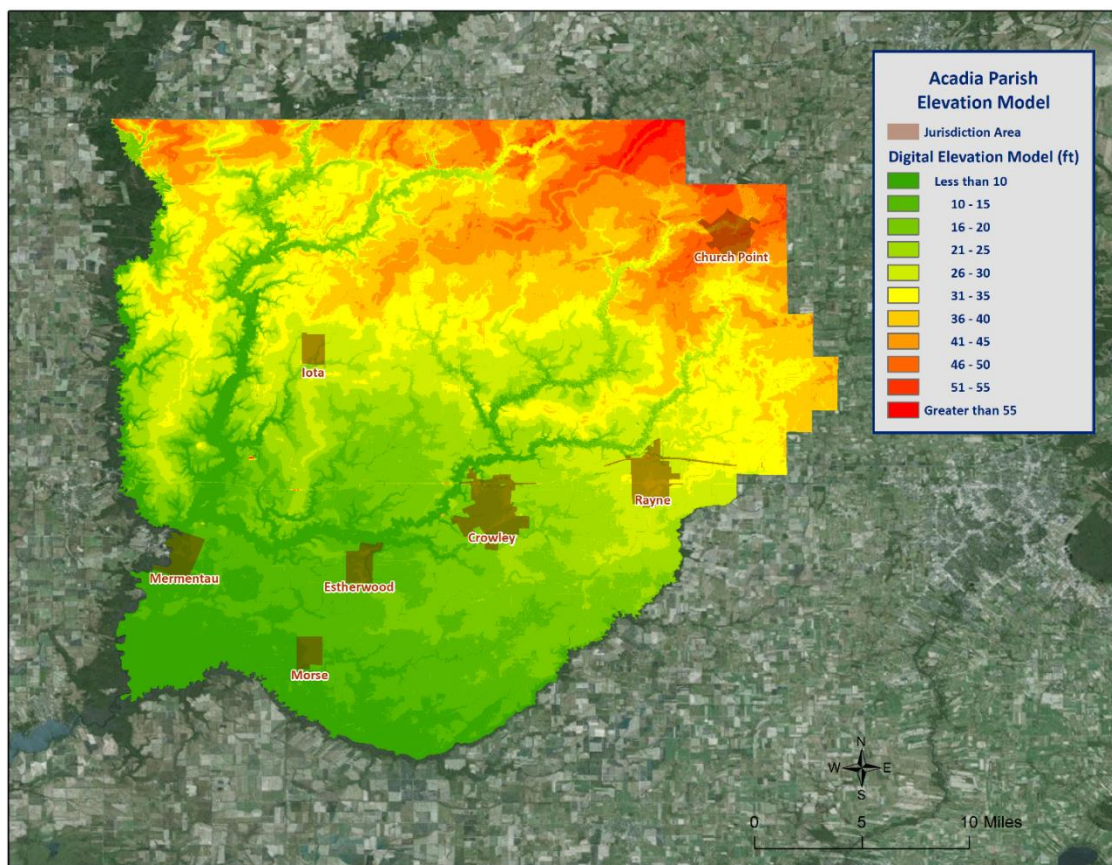 Acadia Parish
Elevation Model
Jurisdiction Area
Digital Elevation Model (ft)
Less than 10
10 - 15
16 - 20
21 - 25
26 - 30
31 - 35
36 - 40
41 - 45
46 - 50
51 - 55
Greater than 55
Church Point
Iota
Rayne
Crowley
Mermentau
Estherwood
Morse
N
W E
S
0 5 10 Miles